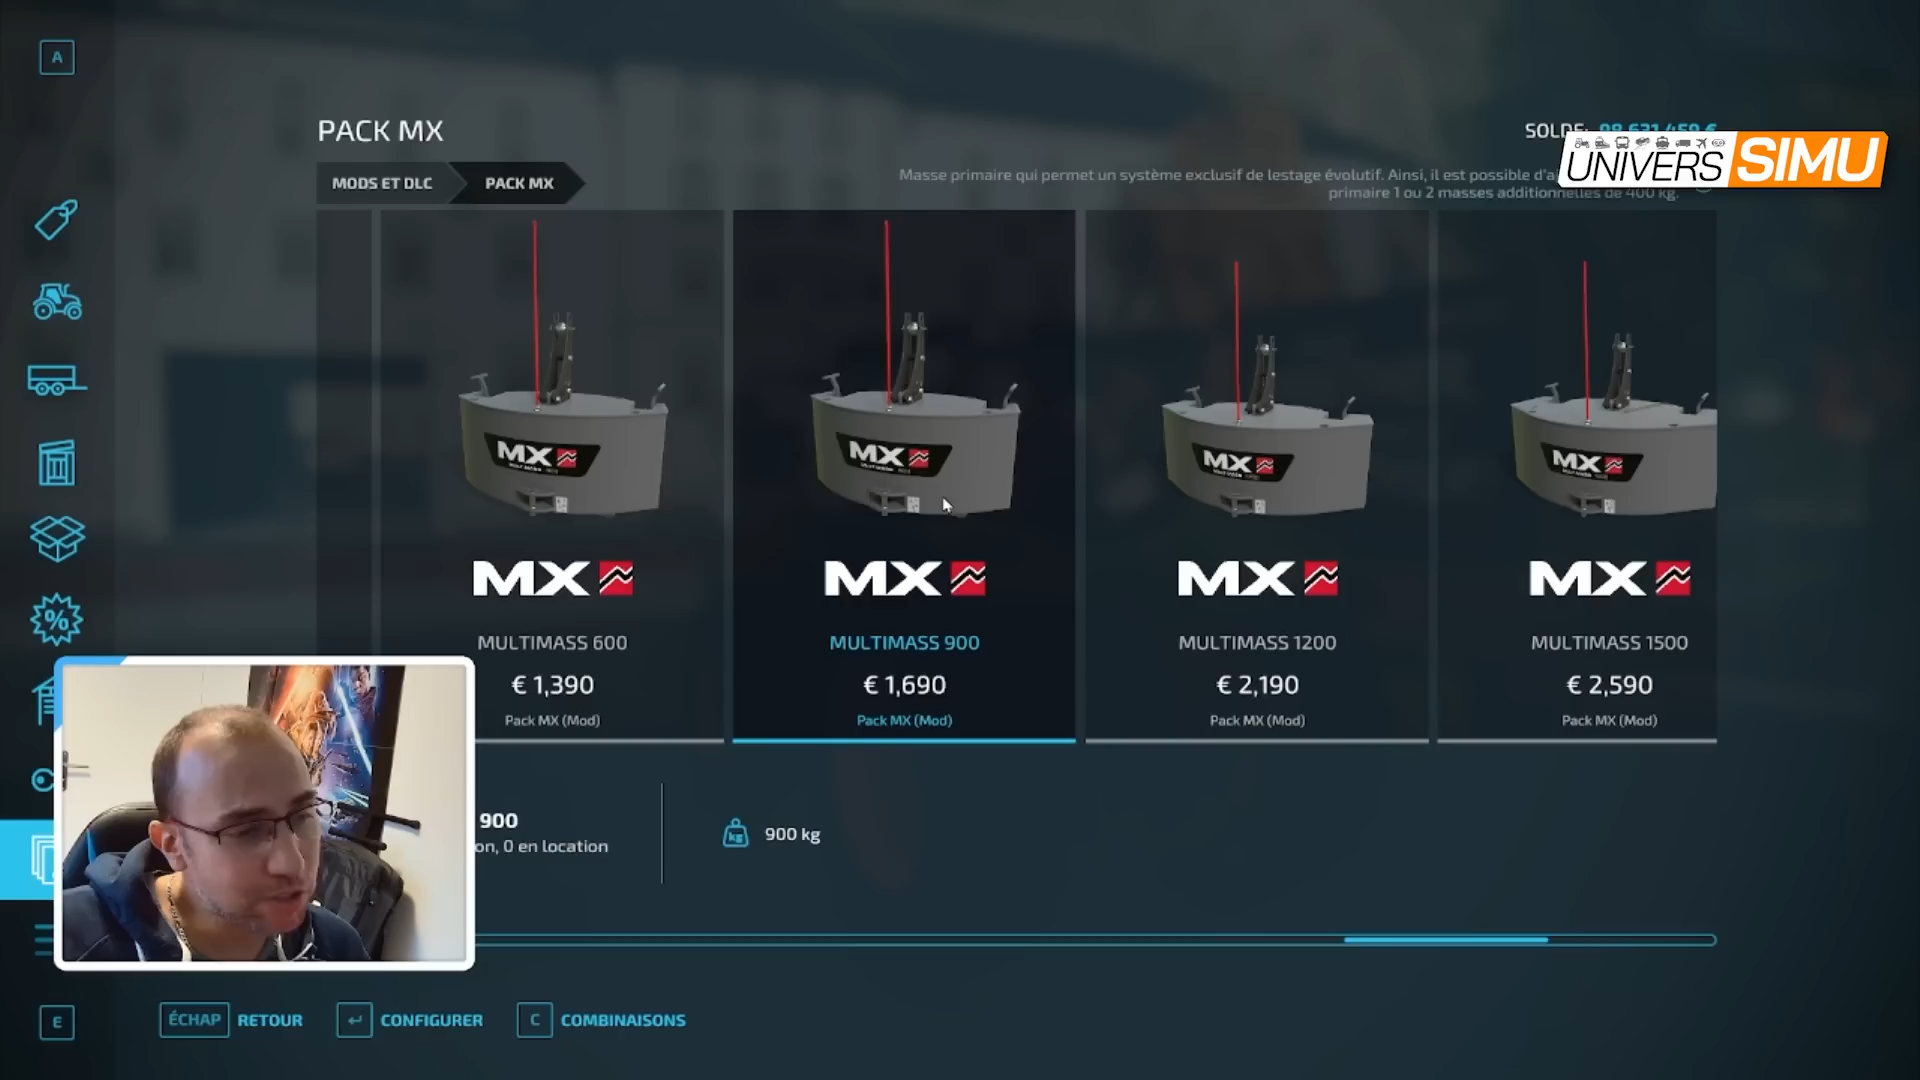 A
PACK MX
SOLDE:
UNIVERS SIMU
MODS ET DLC
PACK MX
Masse primaire qui permet un système exclusif de lestage évolutif. Ainsi, il est possible
primaire 1 ou 2 masses additionnelles de 400 kg.
MX
MX
MX
MX
MX
MX
MX
MX
MULTIMASS 600
MULTIMASS 900
MULTIMASS 1200
MULTIMASS 1500
€ 1,390
€ 1,690
€ 2,190
€ 2,590
Pack MX (Mod)
Pack MX (Mod)
Pack MX (Mod)
Pack MX (Mod)
%
900
on, 0 en location
kg
900 kg
E
ÉCHAP RETOUR
CONFIGURER
C COMBINAISONS